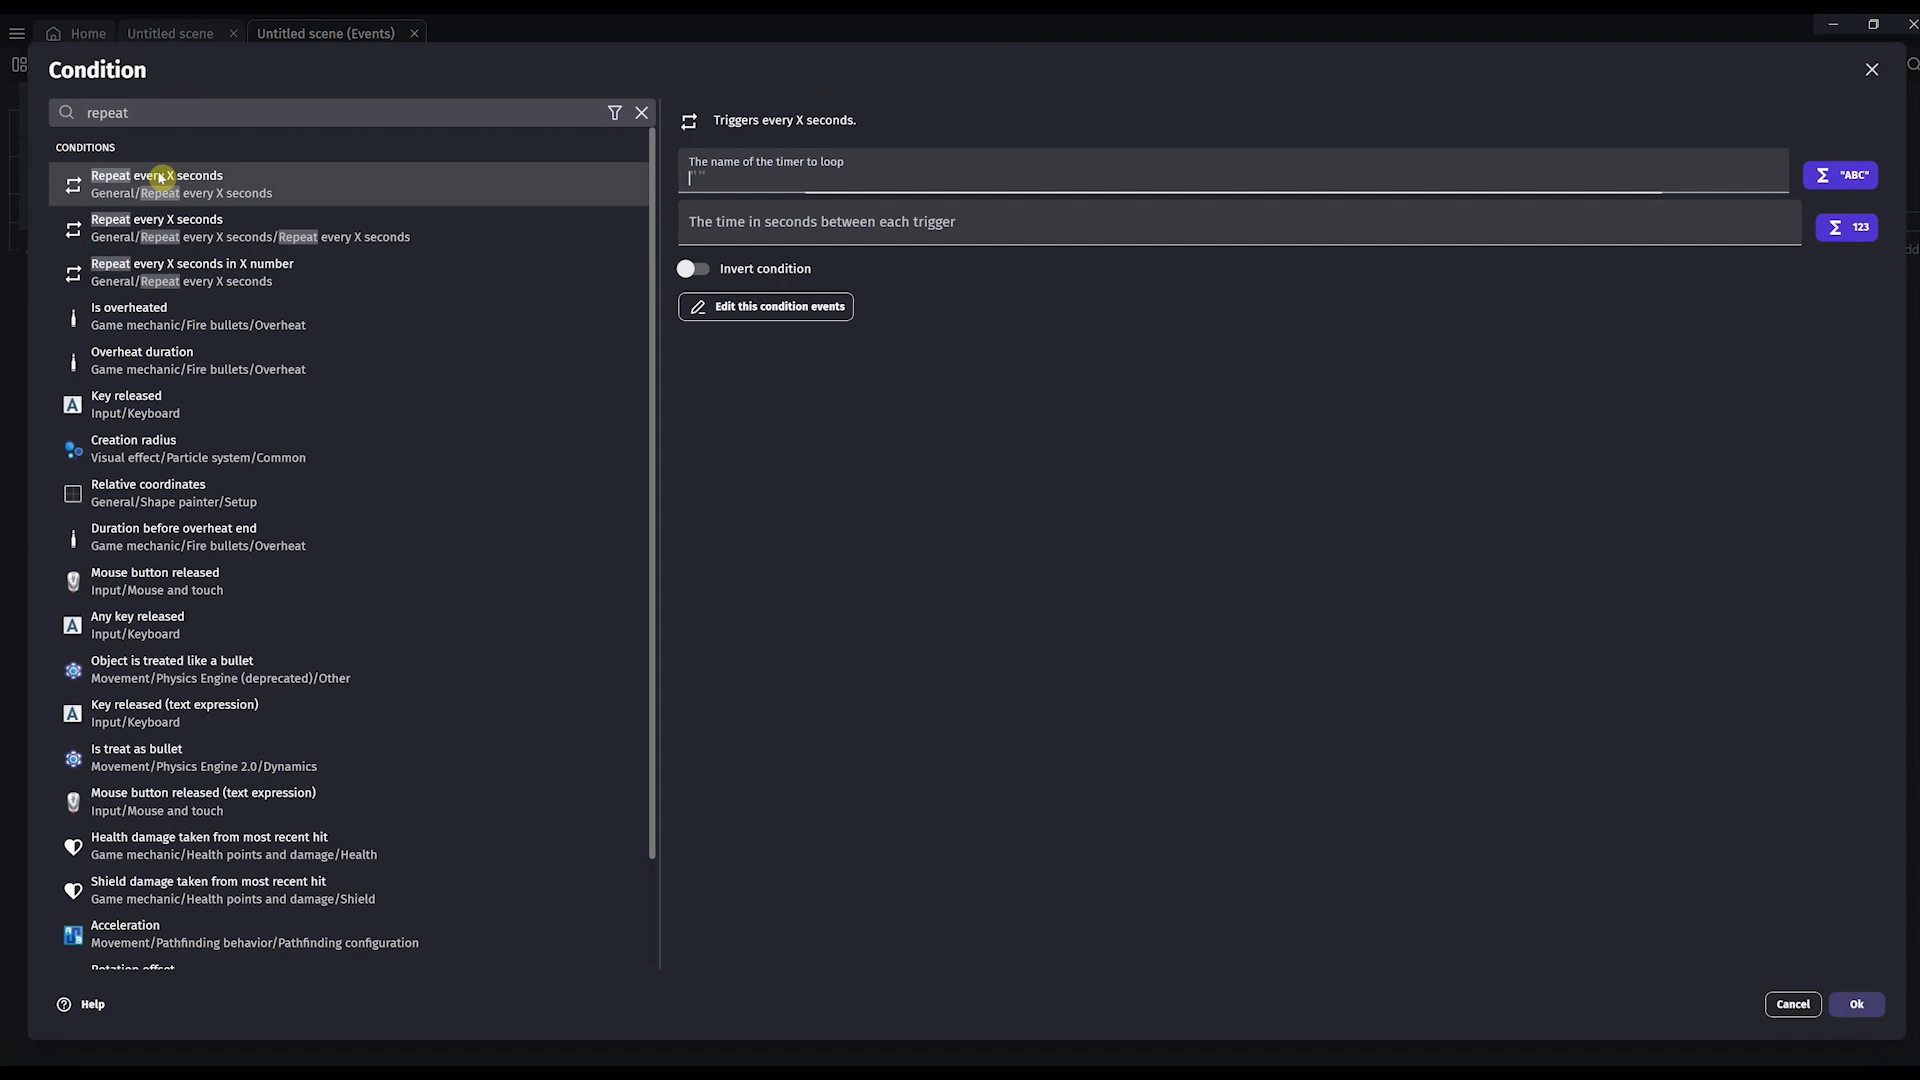 Home
Untitled scene
Untitled scene (Events)
Condition
repeat
CONDITIONS
Repeat every X seconds
General/Repeat every X seconds
Repeat every X seconds
General/Repeat every X seconds/Repeat every X seconds
Repeat every X seconds in X number
General/Repeat every X seconds
Is overheated
Game mechanic/Fire bullets/Overheat
Overheat duration
Game mechanic/Fire bullets/Overheat
Key released
Input/Keyboard
Creation radius
Visual effect/Particle system/Common
Relative coordinates
General/Shape painter/Setup
Duration before overheat end
Game mechanic/Fire bullets/Overheat
Mouse button released
Input/Mouse and touch
Any key released
Input/Keyboard
Object is treated like a bullet
Movement/Physics Engine (deprecated)/Other
Key released (text expression)
Input/Keyboard
Is treat as bullet
Movement/Physics Engine 2.0/Dynamics
Mouse button released (text expression)
Input/Mouse and touch
Health damage taken from most recent hit
Game mechanic/Health points and damage/Health
Shield damage taken from most recent hit
Game mechanic/Health points and damage/Shield
Acceleration
Movement/Pathfinding behavior/Pathfinding configuration
Rotation offset
Triggers every X seconds.
The name of the timer to loop
""
Σ "ABC"
The time in seconds between each trigger
Σ 123
Invert condition
Edit this condition events
Help
Cancel
Ok